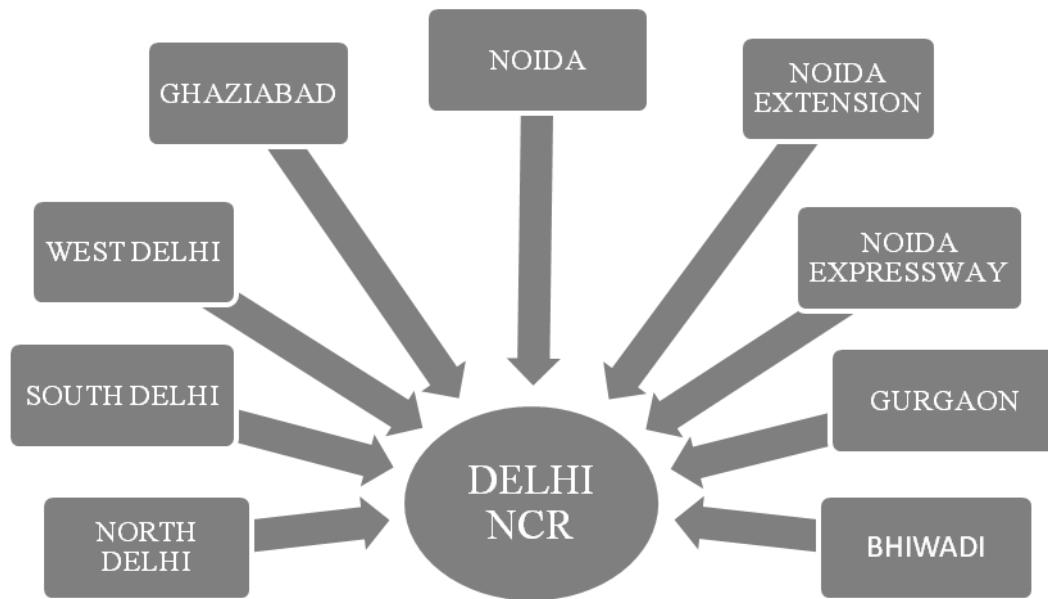 NOIDA
GHAZIABAD
NOIDA
EXTENSION
WEST DELHI
NOIDA
EXPRESSWAY
SOUTH DELHI
GURGAON
DELHI
NCR
NORTH
DELHI
BHIWADI